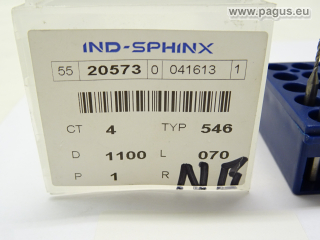 www.pagus.eu
IND-SPHINX
55 20573 0 041613 1
CT 4 TYP 546
D 1100 L 070
P 1 R NB